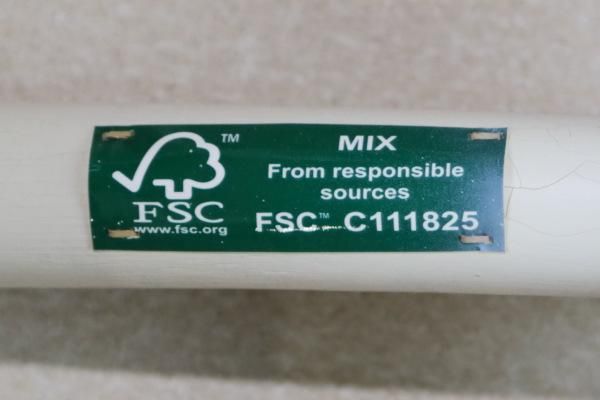 TM
FSC
www.fsc.org
MIX
From responsible
sources
FSC™ C111825